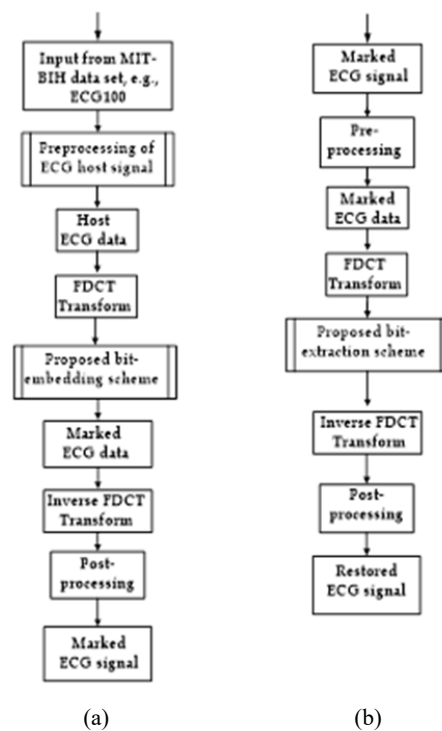 Input from MIT-
BIH data set, e.g.,
ECG100
Preprocessing of
ECG host signal
Host
ECG data
FDCT
Transform
Proposed bit-
embedding scheme
Marked
ECG data
Inverse FDCT
Transform
Post-
processing
Marked
ECG signal
(a)
Marked
ECG signal
Pre-
processing
Marked
ECG data
FDCT
Transform
Proposed bit-
extraction scheme
Inverse FDCT
Transform
Post-
processing
Restored
ECG signal
(b)